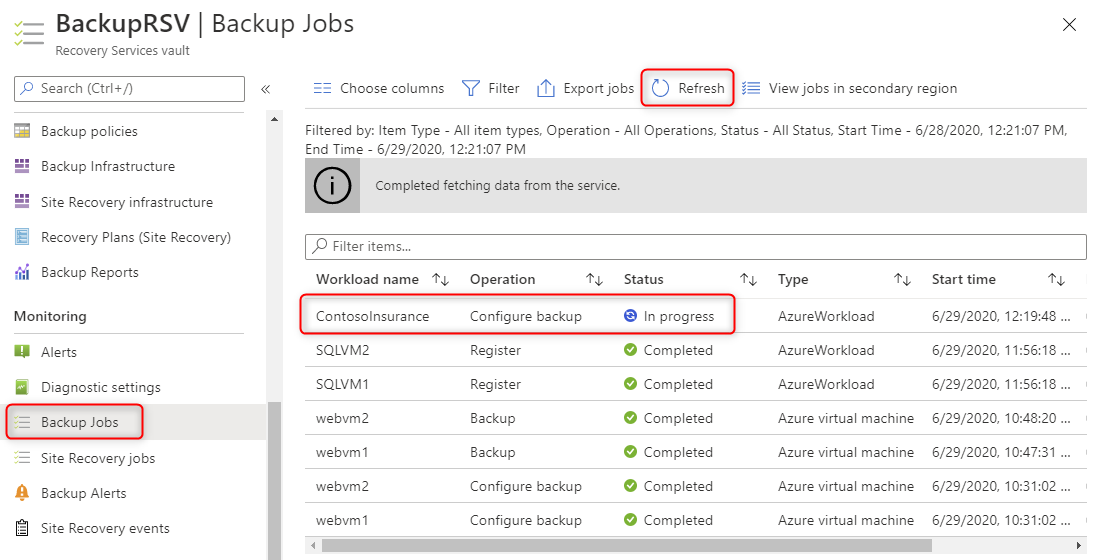 BackupRSV | Backup Jobs
Recovery Services vault
Search (Ctrl+/)
«
Backup policies
Backup Infrastructure
Site Recovery infrastructure
Recovery Plans (Site Recovery)
Backup Reports
Monitoring
Alerts
Diagnostic settings
Backup Jobs
Site Recovery jobs
Backup Alerts
Site Recovery events
Choose columns Filter Export jobs Refresh View jobs in secondary region
Filtered by: Item Type - All item types, Operation - All Operations, Status - All Status, Start Time - 6/28/2020, 12:21:07 PM,
End Time - 6/29/2020, 12:21:07 PM
Completed fetching data from the service.
Filter items...
Workload name Operation Status Type Start time
ContosoInsurance Configure backup In progress AzureWorkload 6/29/2020, 12:19:48 ...
SQLVM2 Register Completed AzureWorkload 6/29/2020, 11:56:18 ...
SQLVM1 Register Completed AzureWorkload 6/29/2020, 11:56:18 ...
webvm2 Backup Completed Azure virtual machine 6/29/2020, 10:48:20 ...
webvm1 Backup Completed Azure virtual machine 6/29/2020, 10:47:31 ...
webvm2 Configure backup Completed Azure virtual machine 6/29/2020, 10:31:02 ...
webvm1 Configure backup Completed Azure virtual machine 6/29/2020, 10:31:02 ...